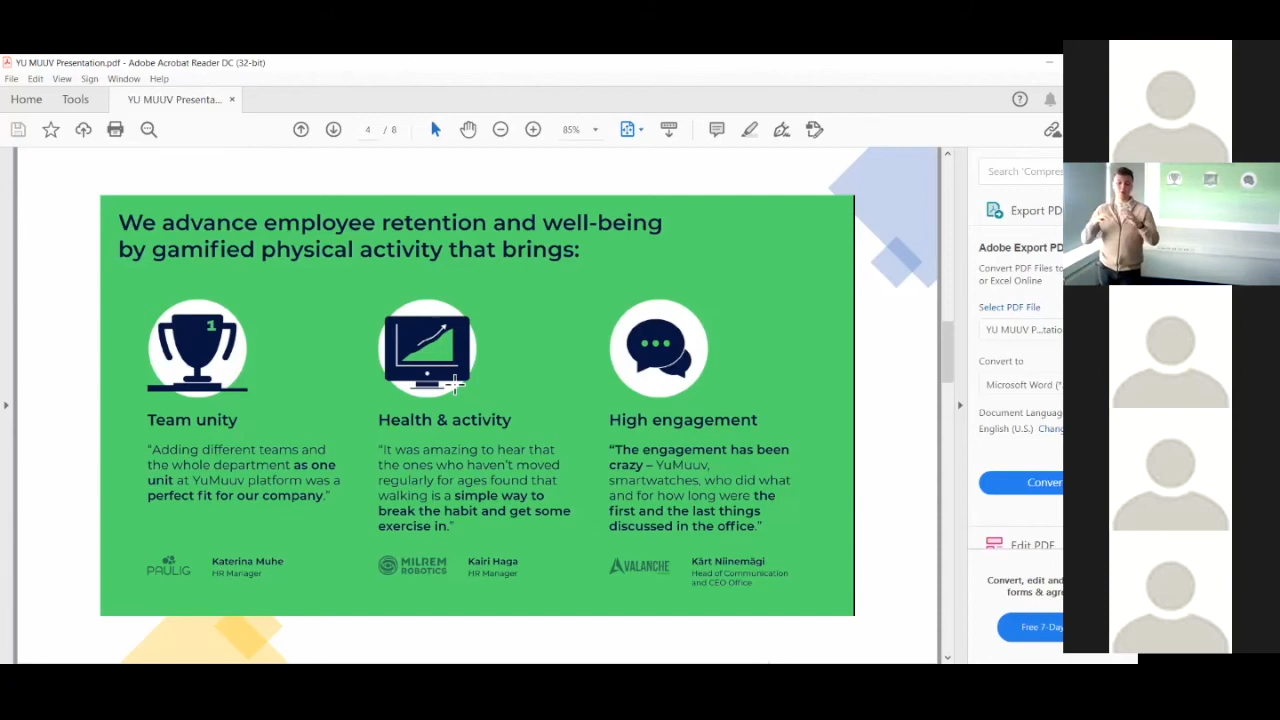 YU MUUV Presentation.pdf - Adobe Acrobat Reader DC (32-bit)
File Edit View Sign Window Help
Home Tools YU MUUV Presenta... ×
4 / 8 85%
We advance employee retention and well-being
by gamified physical activity that brings:
1
Team unity
“Adding different teams and
the whole department as one
unit at YuMuuv platform was a
perfect fit for our company.”
PAULIG
Katerina Muhe
HR Manager
Health & activity
“It was amazing to hear that
the ones who haven’t moved
regularly for ages found that
walking is a simple way to
break the habit and get some
exercise in.”
MILREM
ROBOTICS
Kairi Haga
HR Manager
High engagement
“The engagement has been
crazy – YuMuuv,
smartwatches, who did what
and for how long were the
first and the last things
discussed in the office.”
AVALANCHE
Kärt Niinemägi
Head of Communication
and CEO Office
Search 'Compres
Export PD
Adobe Export PD
Convert PDF Files to
or Excel Online
Select PDF File
YU MUUV P...tatio
Convert to
Microsoft Word (*.
Document Languag
English (U.S.) Chang
Conver
Edit PDF
Convert, edit and
forms & agre
Free 7-Day